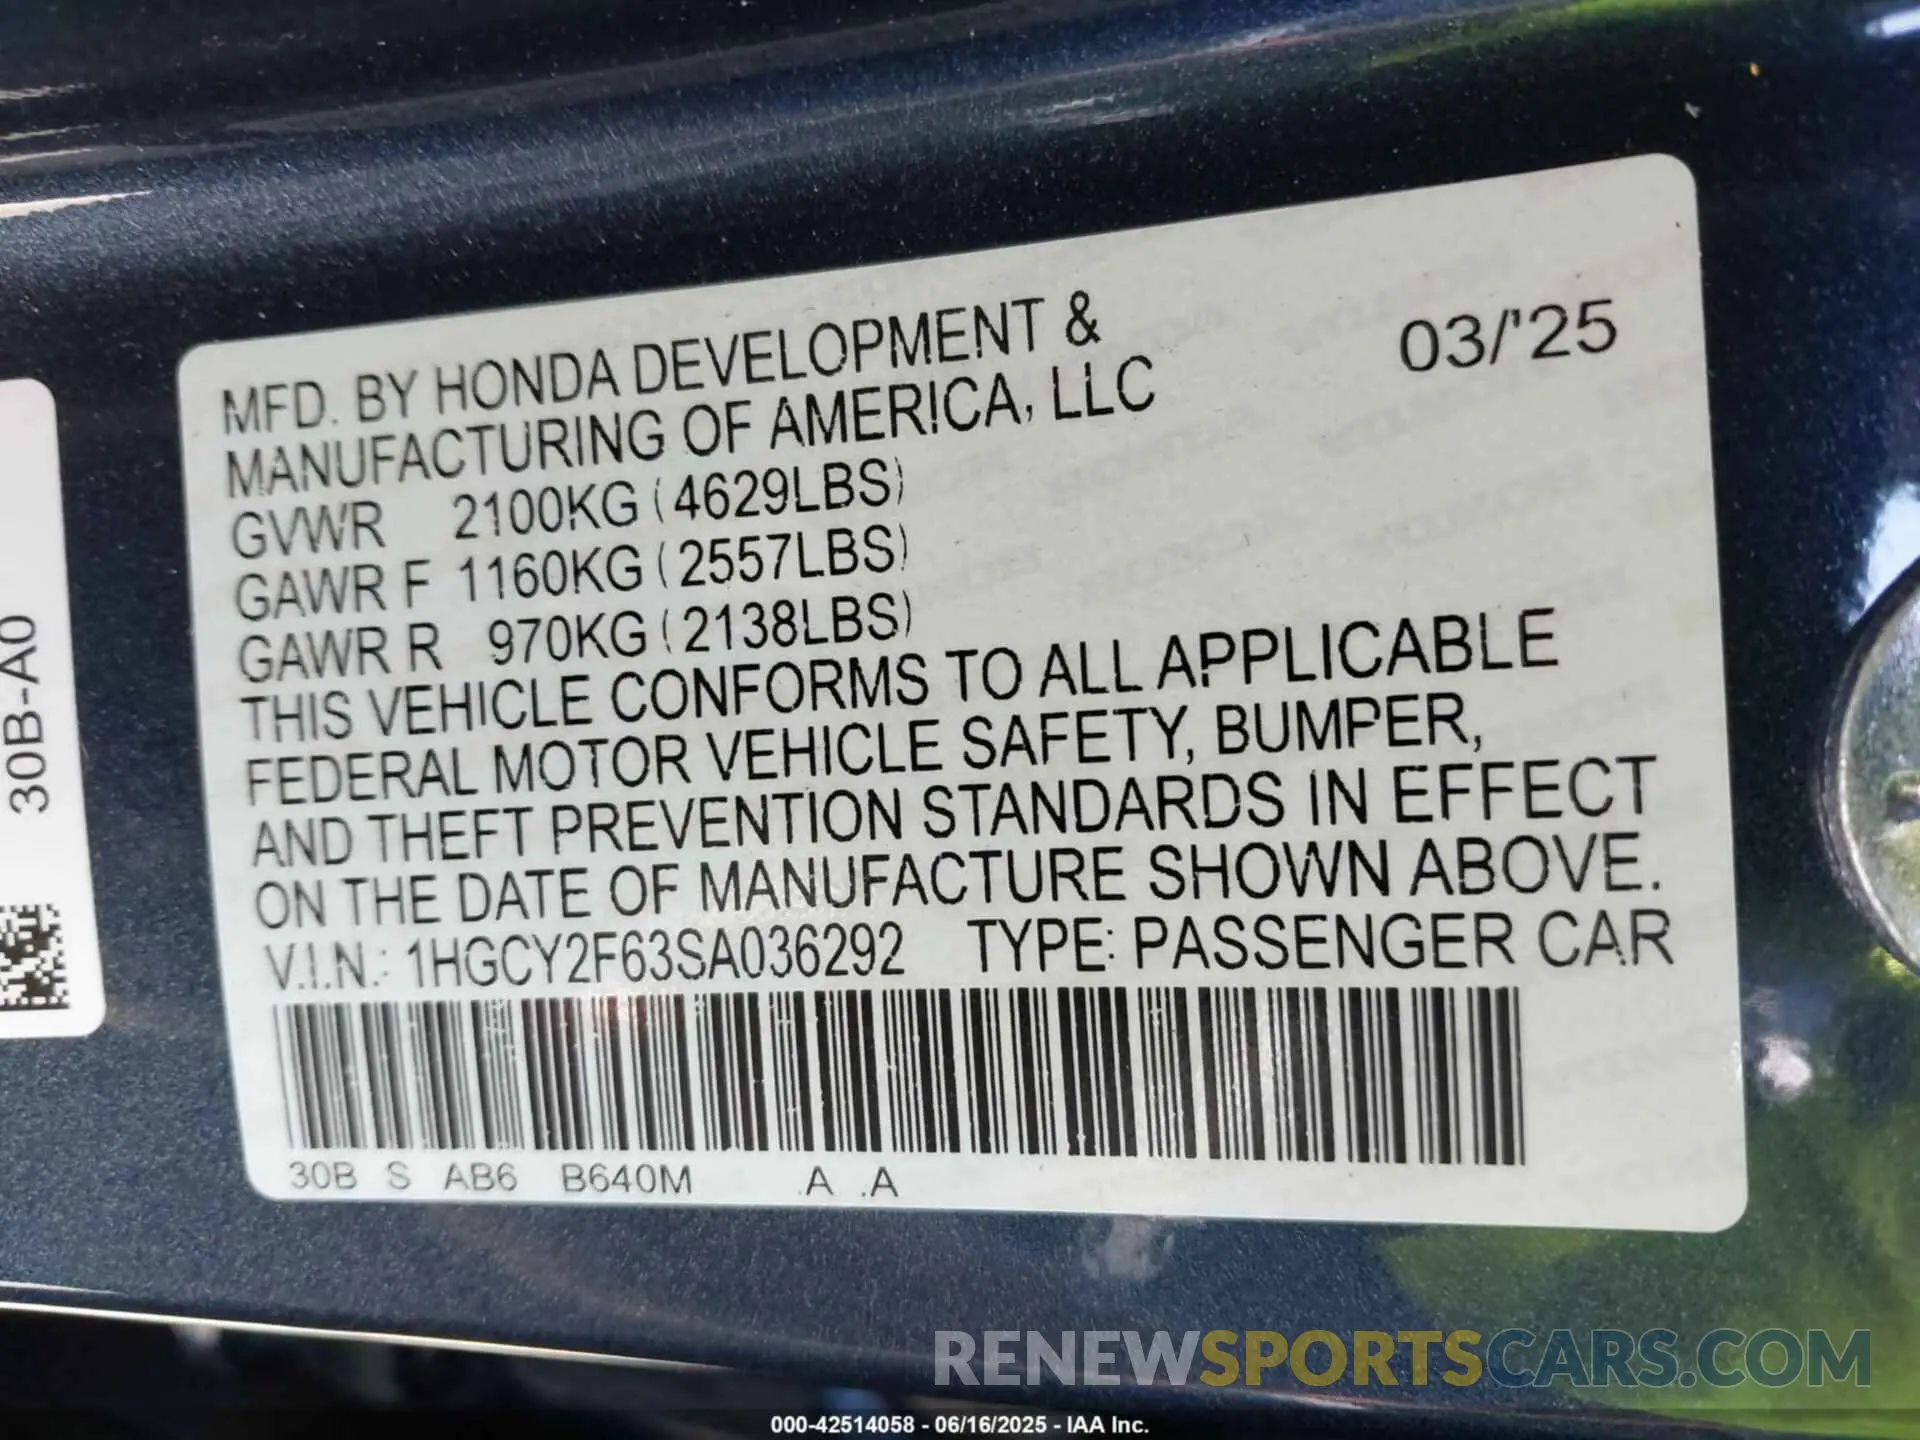 MFD. BY HONDA DEVELOPMENT & 03/'25
MANUFACTURING OF AMERICA, LLC
GVWR 2100KG (4629LBS)
GAWR F 1160KG (2557LBS)
GAWR R 970KG (2138LBS)
THIS VEHICLE CONFORMS TO ALL APPLICABLE
FEDERAL MOTOR VEHICLE SAFETY, BUMPER,
AND THEFT PREVENTION STANDARDS IN EFFECT
ON THE DATE OF MANUFACTURE SHOWN ABOVE.
V.I.N.: 1HGCY2F63SA036292 TYPE: PASSENGER CAR
30B S AB6 B640M .A .A
30B-A0
RENEWSPORTSCARS.COM
000-42514058 - 06/16/2025 - IAA Inc.